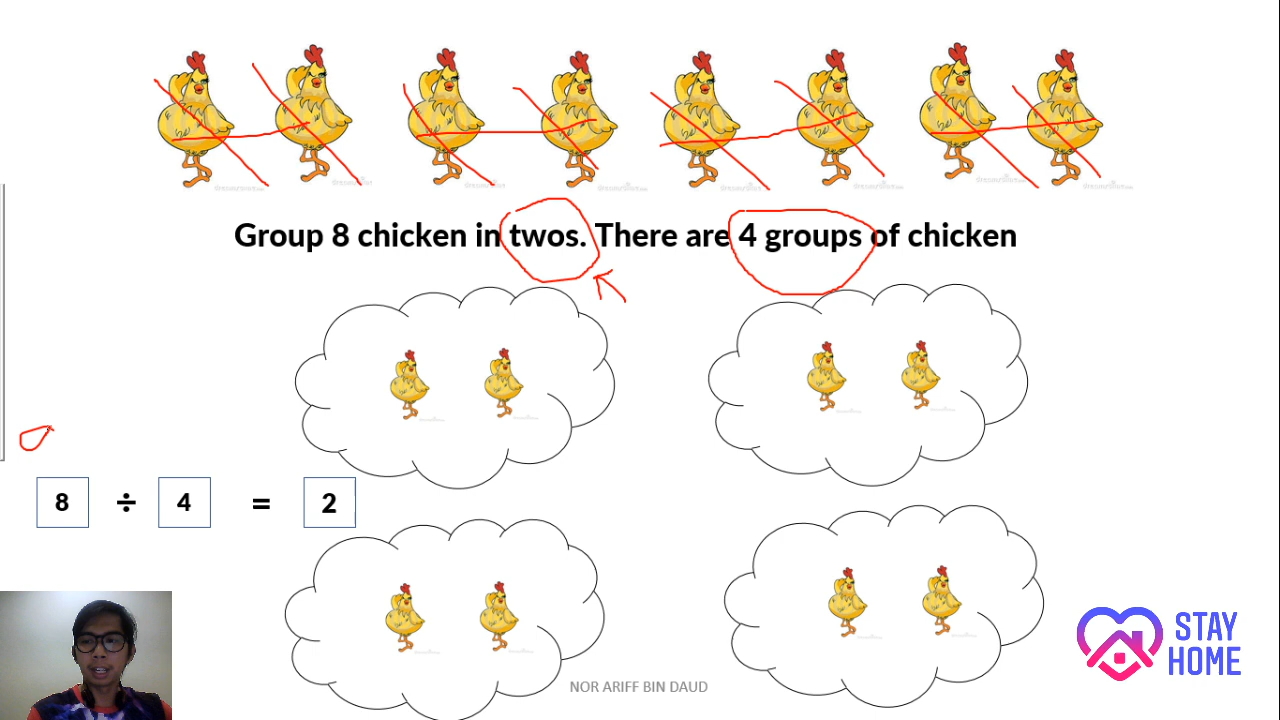 Group 8 chicken in twos. There are 4 groups of chicken
8 ÷ 4 = 2
STAY
HOME
NOR ARIFF BIN DAUD